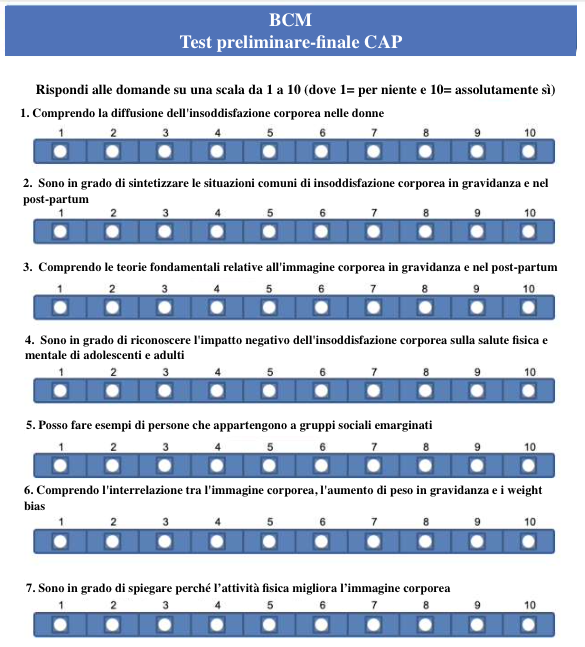 BCM
Test preliminare-finale CAP
Rispondi alle domande su una scala da 1 a 10 (dove 1= per niente e 10= assolutamente sì)
1. Comprendo la diffusione dell'insoddisfazione corporea nelle donne
1 2 3 4 5 6 7 8 9 10
2. Sono in grado di sintetizzare le situazioni comuni di insoddisfazione corporea in gravidanza e nel
post-partum
1 2 3 4 5 6 7 8 9 10
3. Comprendo le teorie fondamentali relative all'immagine corporea in gravidanza e nel post-partum
1 2 3 4 5 6 7 8 9 10
4. Sono in grado di riconoscere l'impatto negativo dell'insoddisfazione corporea sulla salute fisica e
mentale di adolescenti e adulti
1 2 3 4 5 6 7 8 9 10
5. Posso fare esempi di persone che appartengono a gruppi sociali emarginati
1 2 3 4 5 6 7 8 9 10
6. Comprendo l'interrelazione tra l'immagine corporea, l'aumento di peso in gravidanza e i weight
bias
1 2 3 4 5 6 7 8 9 10
7. Sono in grado di spiegare perché l’attività fisica migliora l’immagine corporea
1 2 3 4 5 6 7 8 9 10